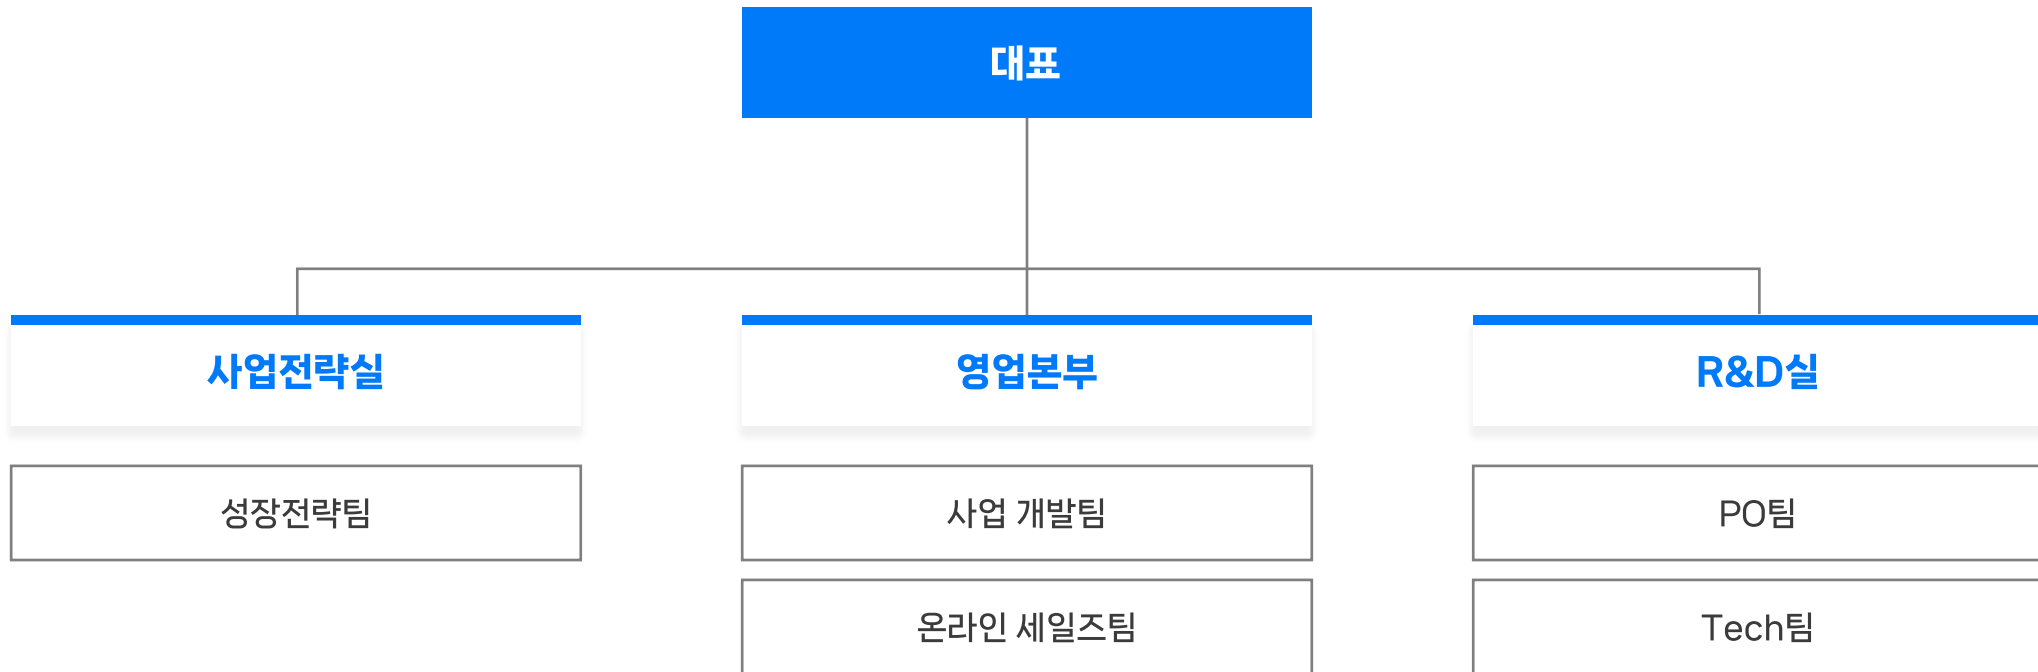 대표
사업전략실
영업본부
R&D실
성장전략팀
사업 개발팀
PO팀
온라인 세일즈팀
Tech팀